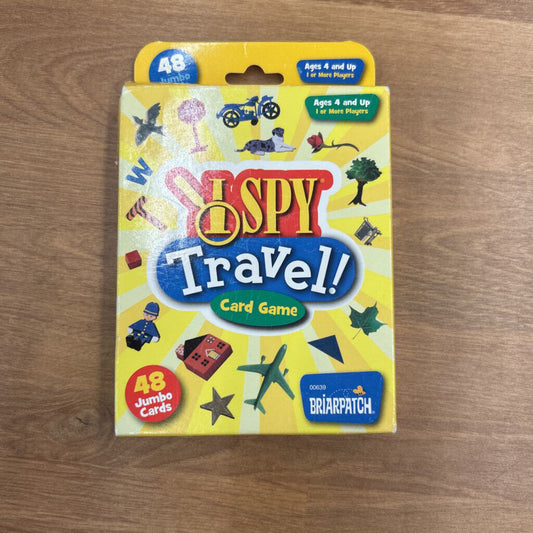 48
Jumbo
Ages 4 and Up
1 or More Players
Ages 4 and Up
1 or More Players
W
I SPY
Travel!
Card Game
48
Jumbo
Cards
00639
BRIARPATCH®